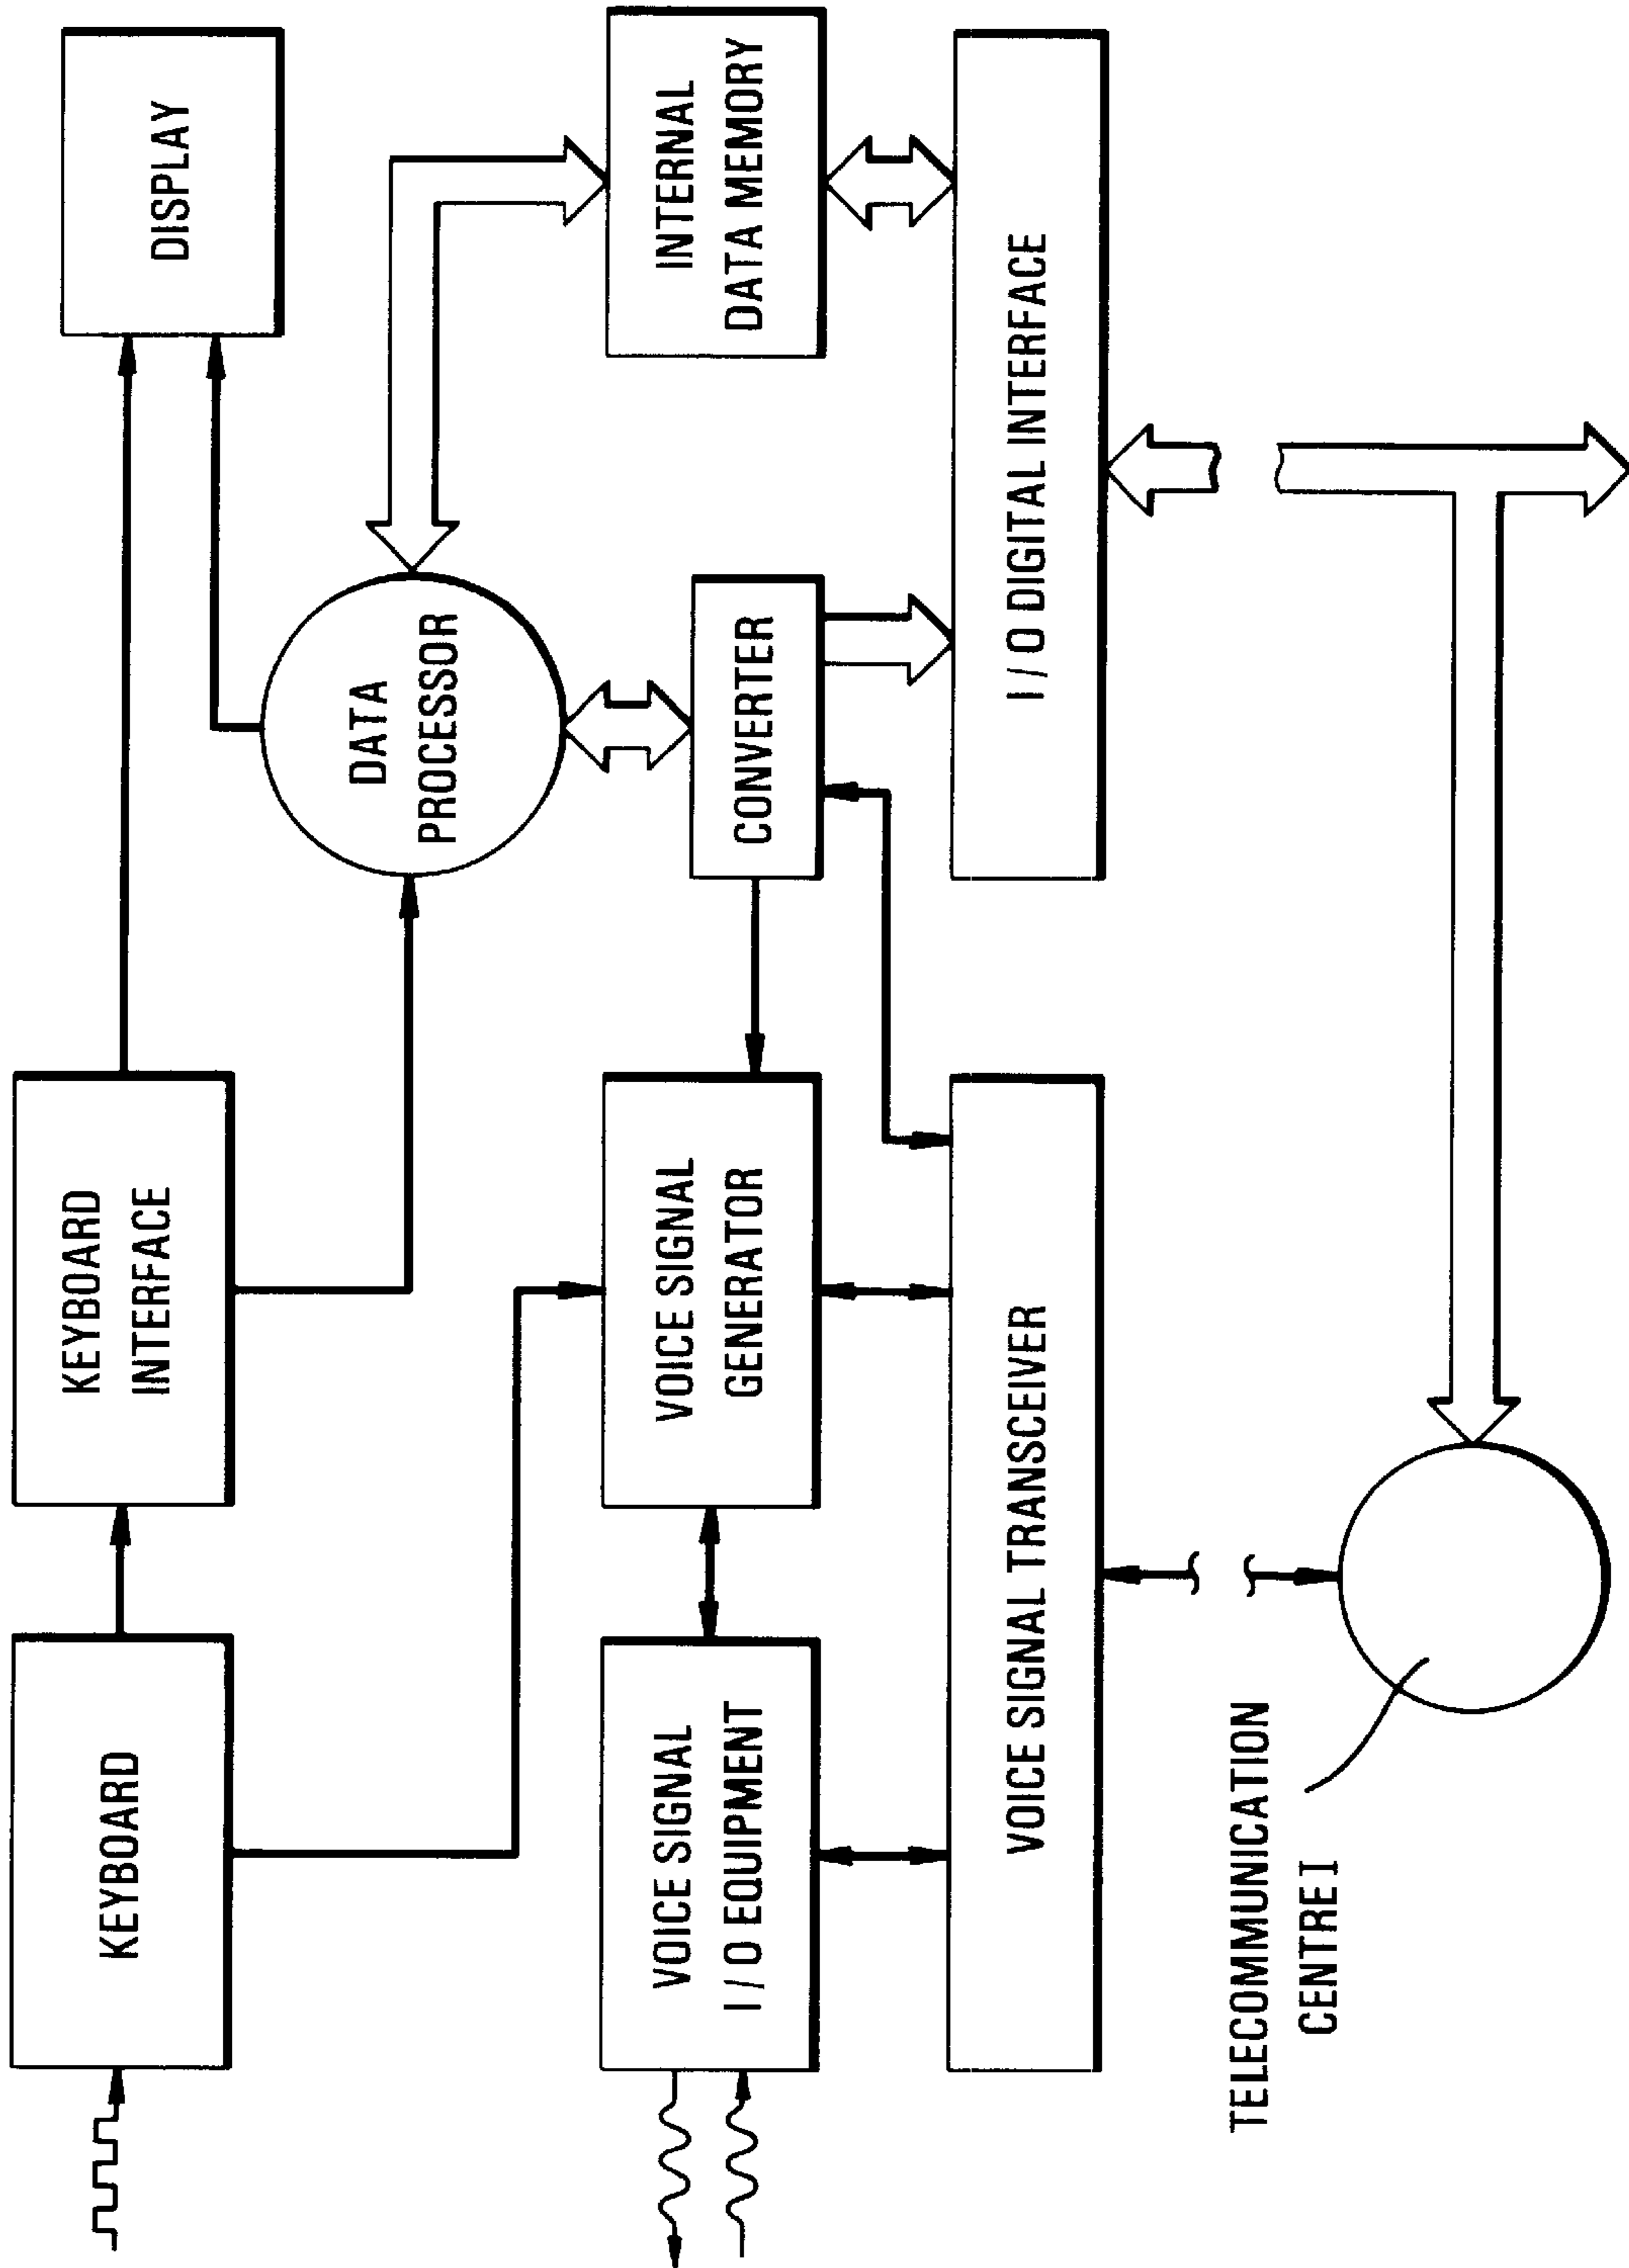 KEYBOARD
KEYBOARD
INTERFACE
DISPLAY
DATA
PROCESSOR
VOICE SIGNAL
I/O EQUIPMENT
VOICE SIGNAL
GENERATOR
CONVERTER
INTERNAL
DATA MEMORY
VOICE SIGNAL TRANSCEIVER
I/O DIGITAL INTERFACE
TELECOMMUNICATION
CENTRE I